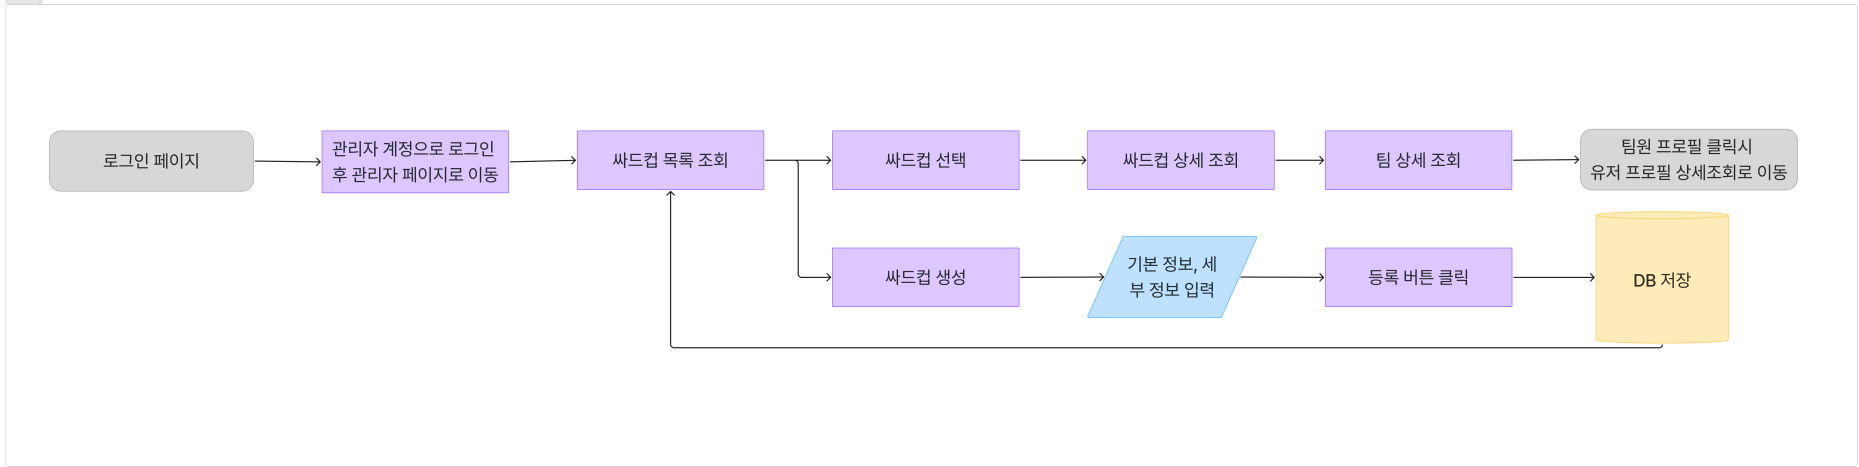 로그인 페이지
관리자 계정으로 로그인
후 관리자 페이지로 이동
싸드컵 목록 조회
싸드컵 선택
싸드컵 상세 조회
팀 상세 조회
팀원 프로필 클릭시
유저 프로필 상세조회로 이동
싸드컵 생성
기본 정보, 세
부 정보 입력
등록 버튼 클릭
DB 저장